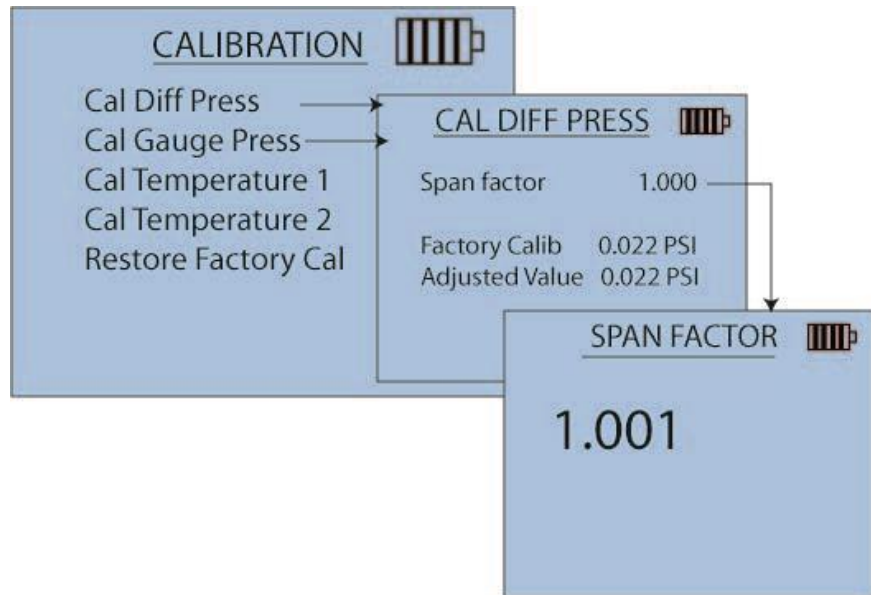 CALIBRATION
Cal Diff Press
Cal Gauge Press
Cal Temperature 1
Cal Temperature 2
Restore Factory Cal
CAL DIFF PRESS
Span factor 1.000
Factory Calib 0.022 PSI
Adjusted Value 0.022 PSI
SPAN FACTOR
1.001